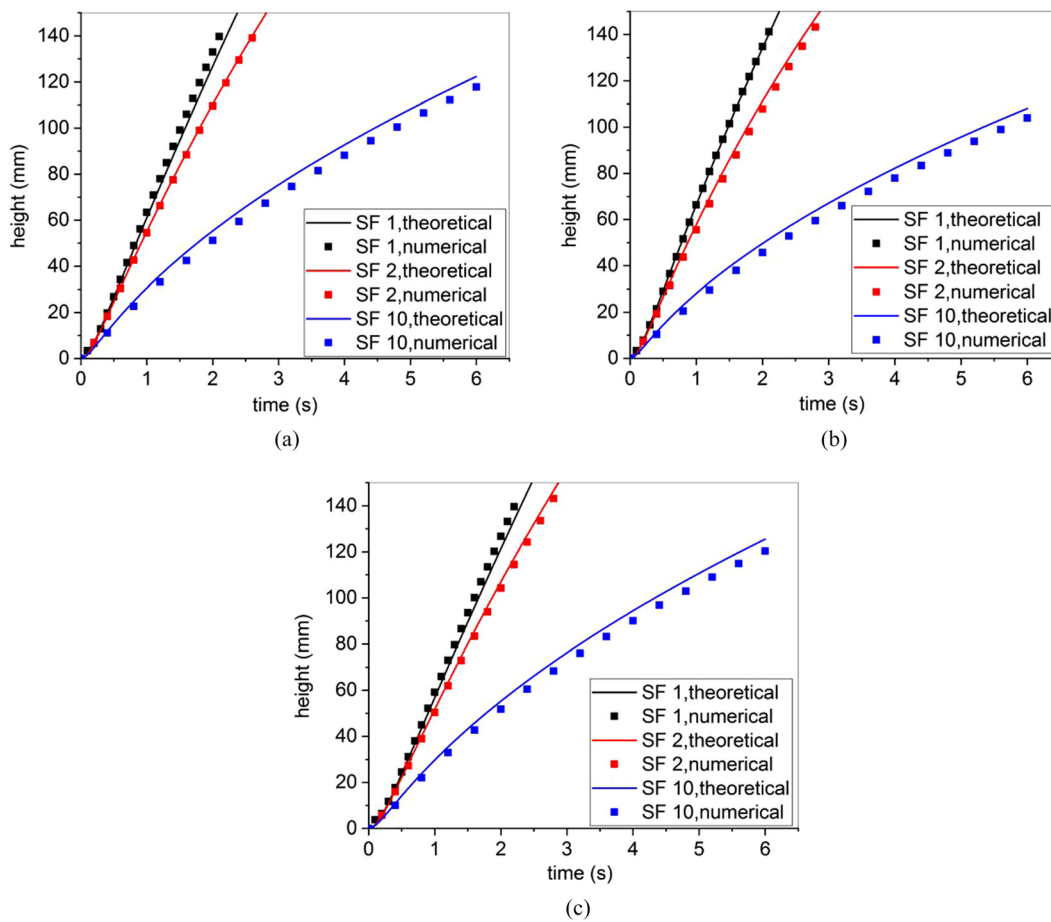 140
120
100
80
60
40
20
0
height (mm)
SF 1,theoretical
SF 1,numerical
SF 2,theoretical
SF 2,numerical
SF 10,theoretical
SF 10,numerical
0 1 2 3 4 5 6
time (s)
(a)
140
120
100
80
60
40
20
0
height (mm)
SF 1,theoretical
SF 1,numerical
SF 2,theoretical
SF 2,numerical
SF 10,theoretical
SF 10,numerical
0 1 2 3 4 5 6
time (s)
(b)
140
120
100
80
60
40
20
0
height (mm)
SF 1,theoretical
SF 1,numerical
SF 2,theoretical
SF 2,numerical
SF 10,theoretical
SF 10,numerical
0 1 2 3 4 5 6
time (s)
(c)